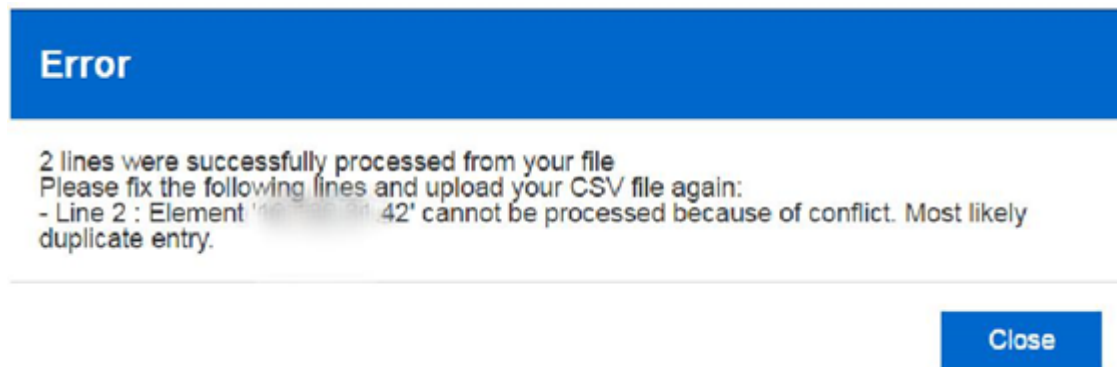 Error
2 lines were successfully processed from your file
Please fix the following lines and upload your CSV file again:
- Line 2 : Element 42' cannot be processed because of conflict. Most likely
duplicate entry.
Close